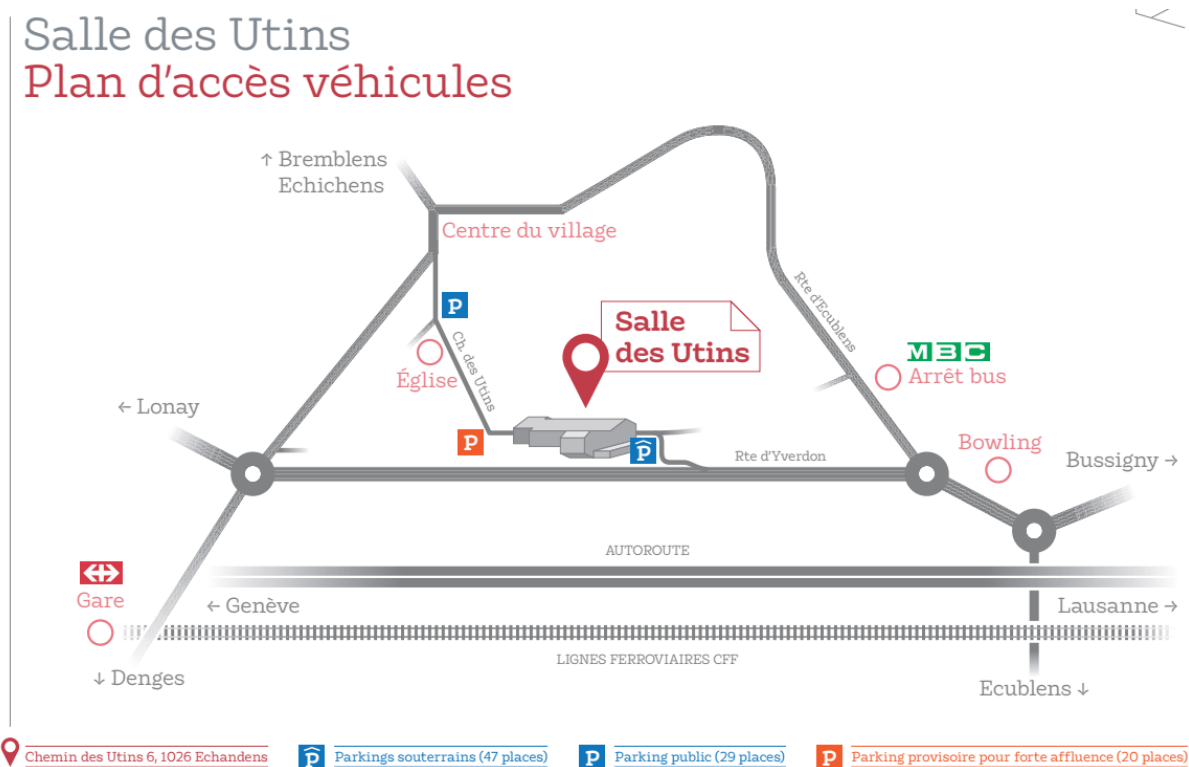 Salle des Utins
Plan d'accès véhicules
↑ Bremblens
Echichens
Centre du village
P
Rte d'Ecublens
Salle
des Utins
Ch. des Utins
MBC
Arrêt bus
Église
← Lonay
P
P
Rte d'Yverdon
Bowling
Bussigny →
AUTOROUTE
Gare
← Genève
Lausanne →
LIGNES FERROVIAIRES CFF
↓ Denges
Ecublens ↓
Chemin des Utins 6, 1026 Echandens
P Parkings souterrains (47 places)
P Parking public (29 places)
P Parking provisoire pour forte affluence (20 places)